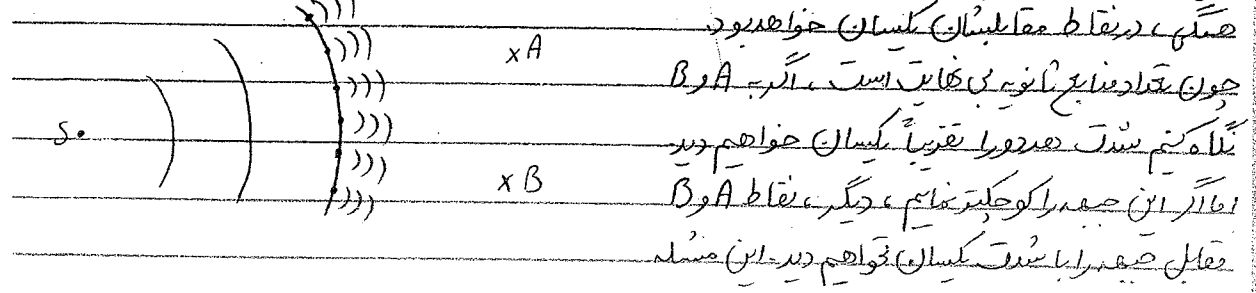 همگی، در نقاط مقابلشان یکسان خواهد بود.
چون تعداد منابع ثانویه بی نهایت است، اگر به A و B
نگاه کنیم شدت هر دو را تقریباً یکسان خواهیم دید
اما اگر این جبهه را کوچکتر نماییم، دیگر، نقاط A و B
مقابل جبهه را با شدت یکسان نخواهیم دید. این مسئله
S
x A
x B